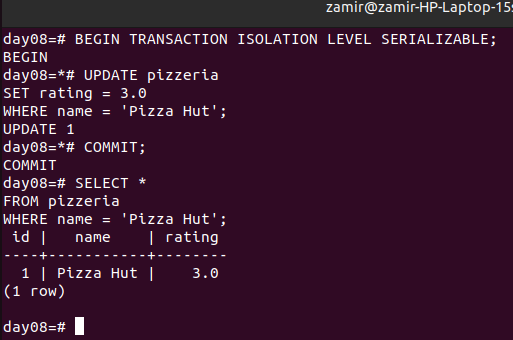 zamir@zamir-HP-Laptop-15s
day08=# BEGIN TRANSACTION ISOLATION LEVEL SERIALIZABLE;
BEGIN
day08=*# UPDATE pizzeria
SET rating = 3.0
WHERE name = 'Pizza Hut';
UPDATE 1
day08=*# COMMIT;
COMMIT
day08=# SELECT *
FROM pizzeria
WHERE name = 'Pizza Hut';
 id |   name    | rating
----+-----------+--------
  1 | Pizza Hut |    3.0
(1 row)
day08=#